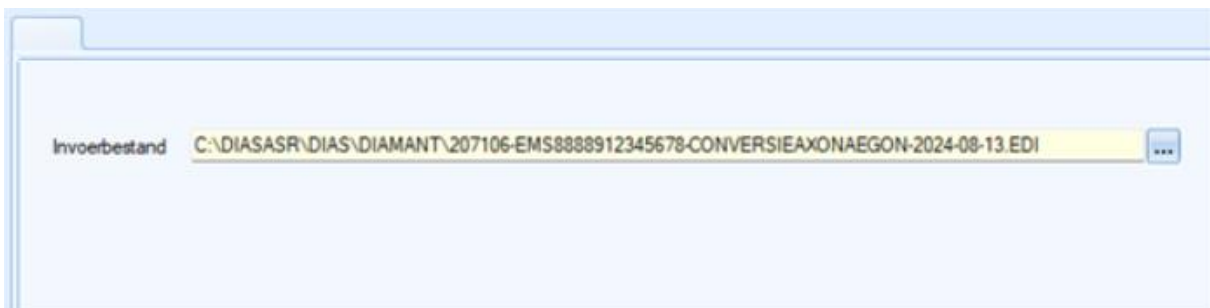 Invoerbestand C:\DIASASR\DIAS\DIAMANT\207106-EMS8888912345678-CONVERSIEAXONAEGON-2024-08-13.EDI ...